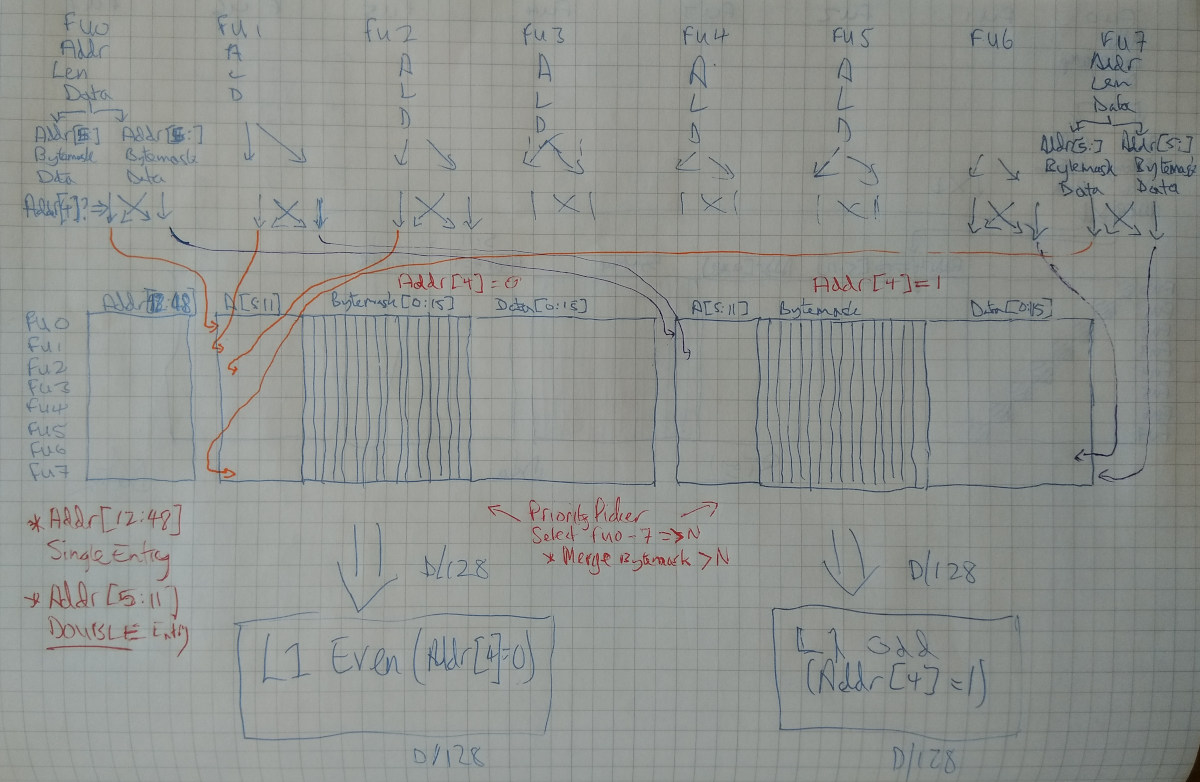 FU0 FU1 FU2 FU3 FU4 FU5 FU6 FU7
Addr A A A A A Addr
Len L L L L L Len
Data D D D D D Data
Addr[5:] Addr[5:] Addr[5:] Addr[5:]
Bytemask Bytemask Bytemask Bytemask
Data Data Data Data
Addr[4]?⇒
Addr[4]=0 Addr[4]=1
Addr[12:48] A[5:11] Bytemask[0:15] Data[0:15] A[5:11] Bytemask Data[0:15]
FU0
FU1
FU2
FU3
FU4
FU5
FU6
FU7
* Addr[12:48]
Single Entry
* Addr[5:11]
DOUBLE Entry
Priority Picker
Select FU0-7 => N
* Merge Bytemask > N
D/128 D/128
L1 Even (Addr[4]=0)
L1 odd
(Addr[4]=1)
D/128 D/128